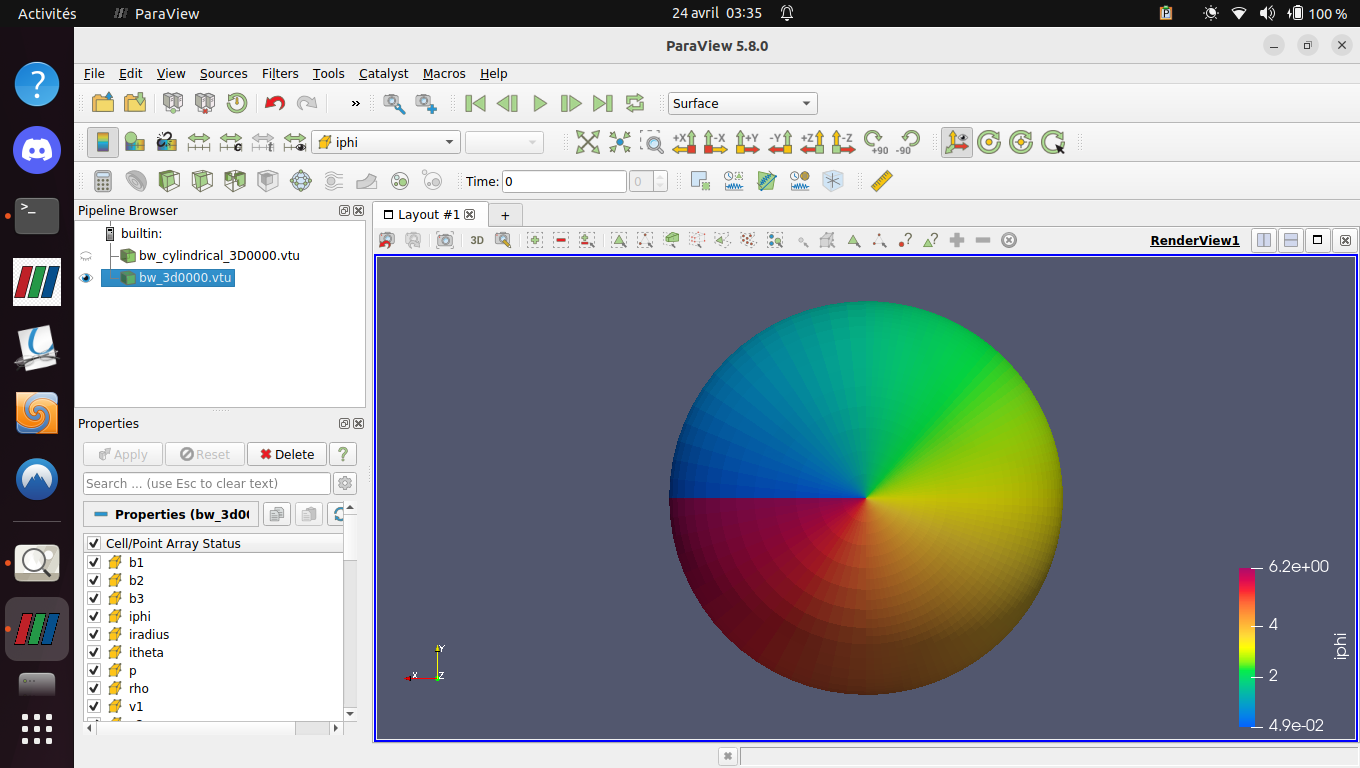 Activités ParaView 24 avril 03:35 100 %
ParaView 5.8.0
File Edit View Sources Filters Tools Catalyst Macros Help
» Surface
iphi +X -X +Y -Y +Z -Z +90 -90
Time: 0 0
Pipeline Browser
builtin:
bw_cylindrical_3D0000.vtu
bw_3d0000.vtu
Layout #1 +
3D RenderView1
Properties
Apply Reset Delete ?
Search ... (use Esc to clear text)
Properties (bw_3d00
Cell/Point Array Status
b1
b2
b3
iphi
iradius
itheta
p
rho
v1
Y
X Z
6.2e+00
4
2
4.9e-02
iphi